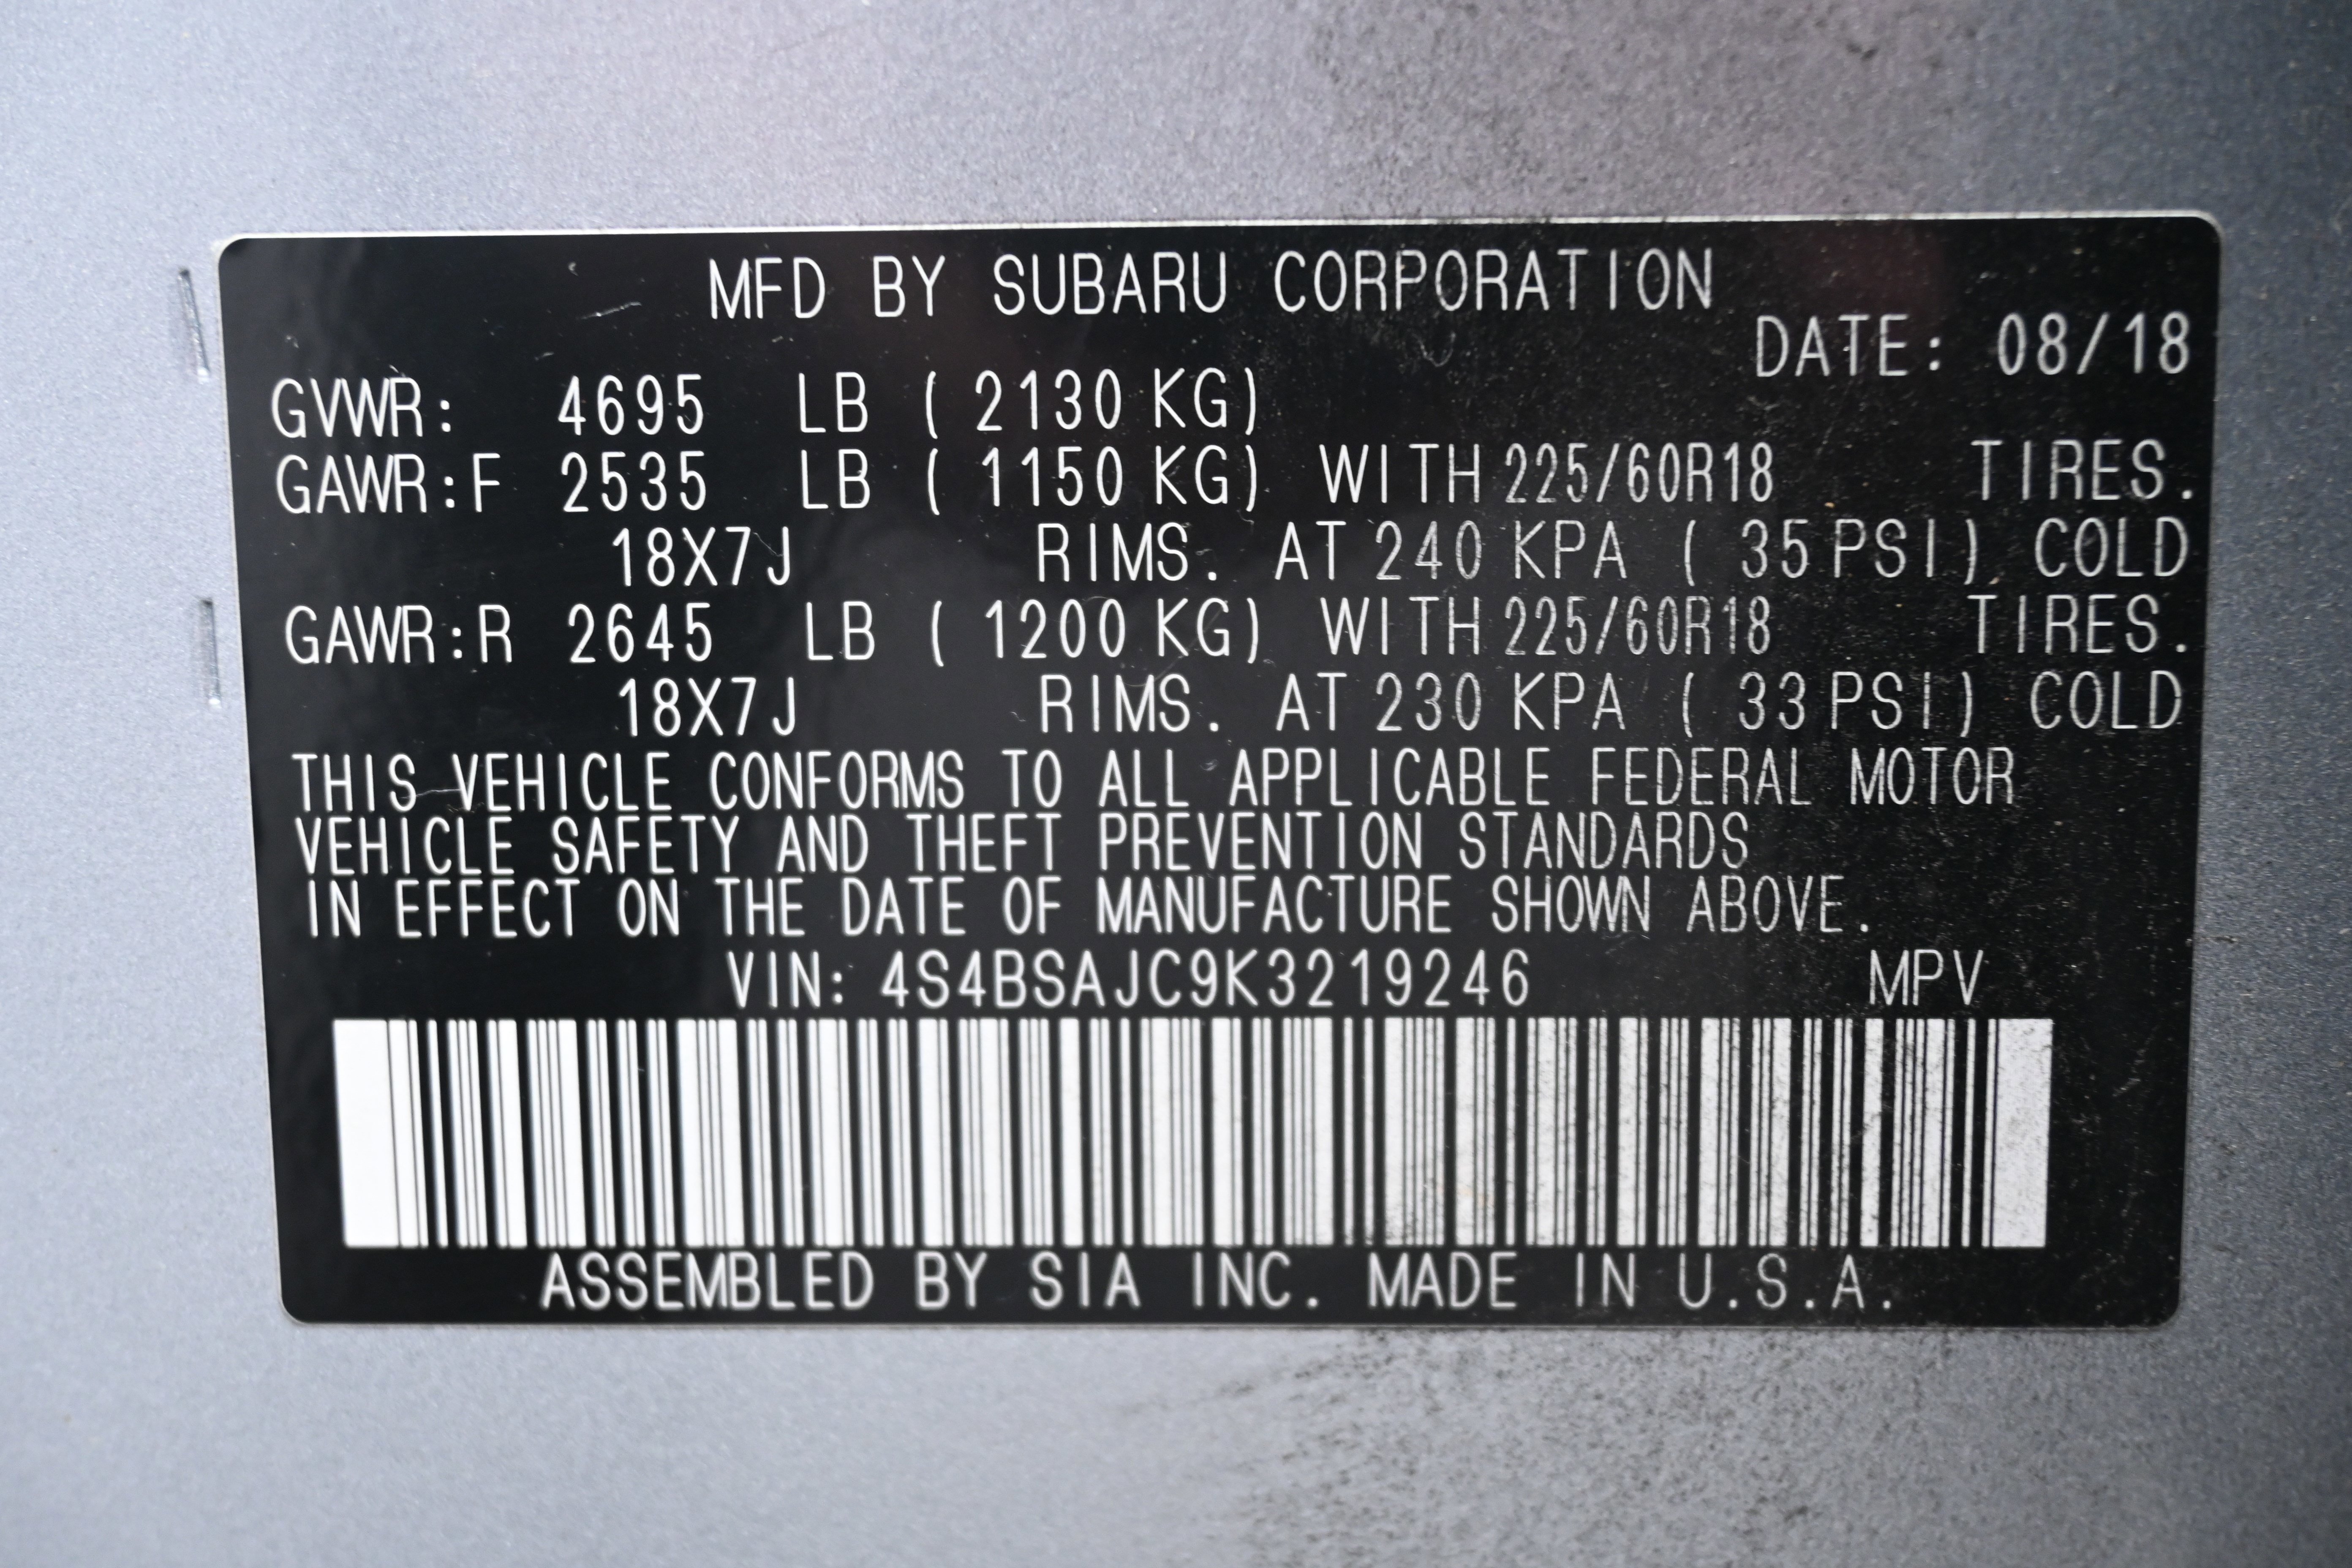 MFD BY SUBARU CORPORATION
DATE: 08/18
GVWR: 4695 LB ( 2130 KG)
GAWR:F 2535 LB ( 1150 KG) WITH 225/60R18 TIRES.
18X7J RIMS. AT 240 KPA ( 35 PSI) COLD
GAWR:R 2645 LB ( 1200 KG) WITH 225/60R18 TIRES.
18X7J RIMS. AT 230 KPA ( 33 PSI) COLD
THIS VEHICLE CONFORMS TO ALL APPLICABLE FEDERAL MOTOR
VEHICLE SAFETY AND THEFT PREVENTION STANDARDS
IN EFFECT ON THE DATE OF MANUFACTURE SHOWN ABOVE.
VIN: 4S4BSAJC9K3219246 MPV
ASSEMBLED BY SIA INC. MADE IN U.S.A.